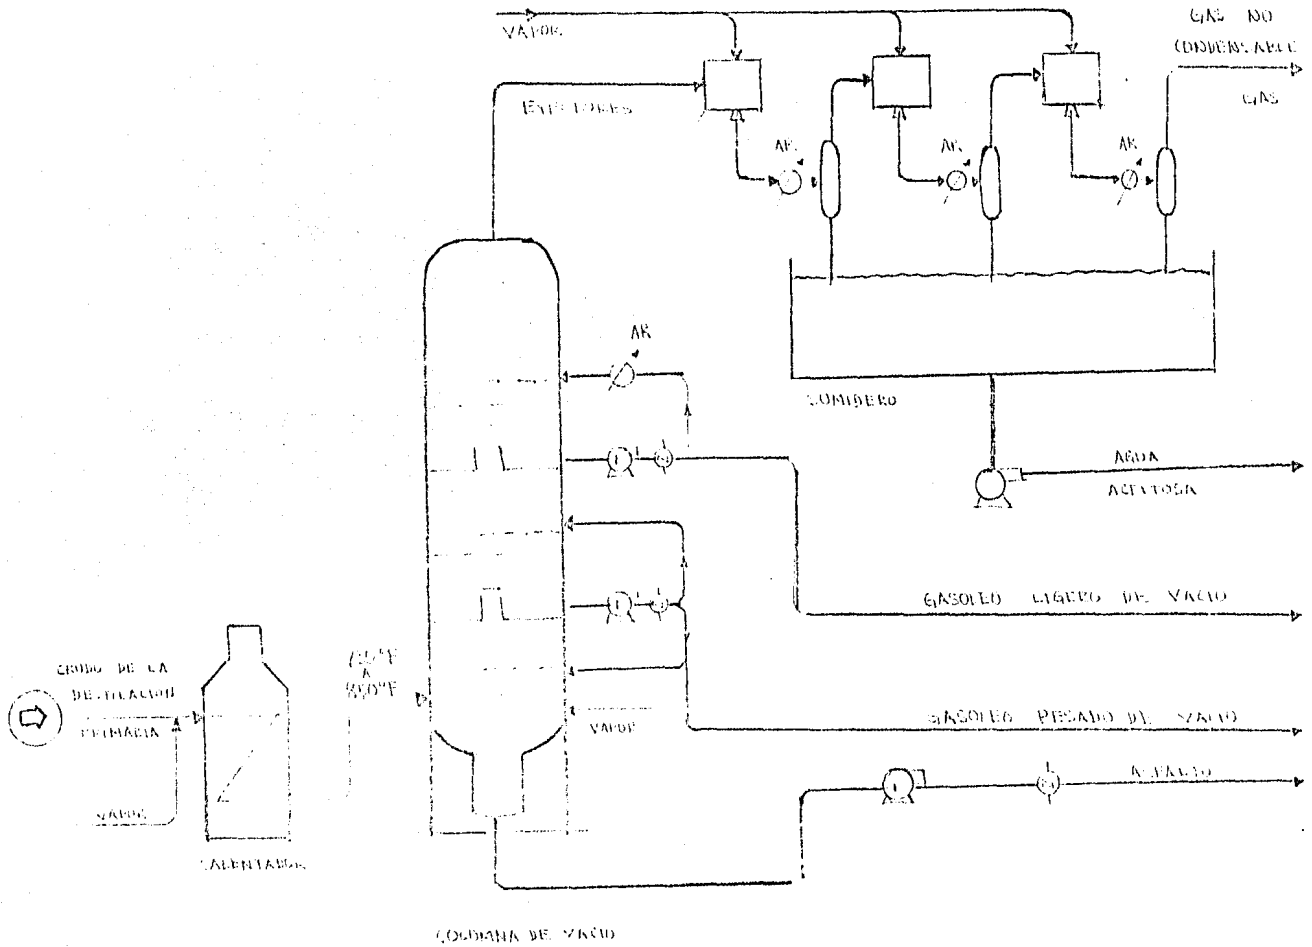 VAPOR
GAS NO
CONDENSABLE
GAS
EYECTORES
AR
AR
AR
AR
SUMIDERO
AGUA
ACEITOSA
GASOLEO LIGERO DE VACIO
CRUDO DE LA
DESTILACION
PRIMARIA
A
850°F
VAPOR
GASOLEO PESADO DE VACIO
ASFALTO
VAPOR
CALENTADOR
COLUMNA DE VACIO